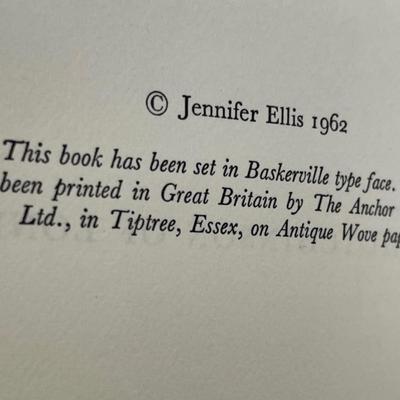 © Jennifer Ellis 1962
This book has been set in Baskerville type face.
been printed in Great Britain by The Anchor
Ltd., in Tiptree, Essex, on Antique Wove pap